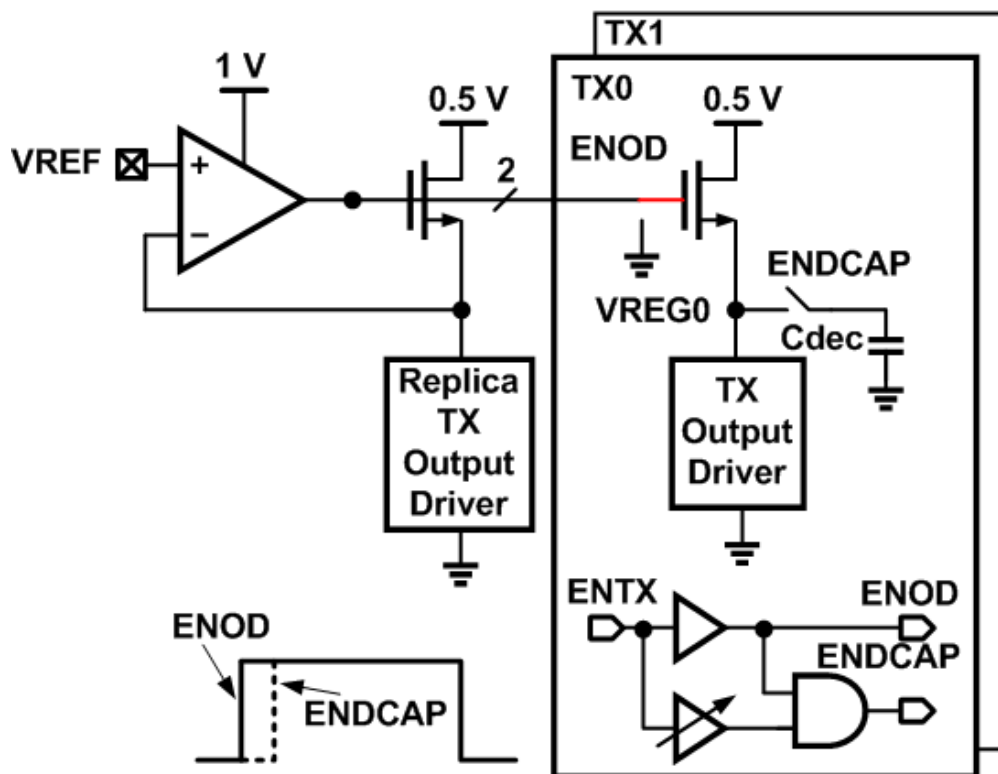 TX1
1 V
TX0
0.5 V
0.5 V
ENOD
VREF
+
2
−
ENDCAP
VREG0
Cdec
Replica
TX
Output
Driver
TX
Output
Driver
ENTX
ENOD
ENOD
ENDCAP
ENDCAP